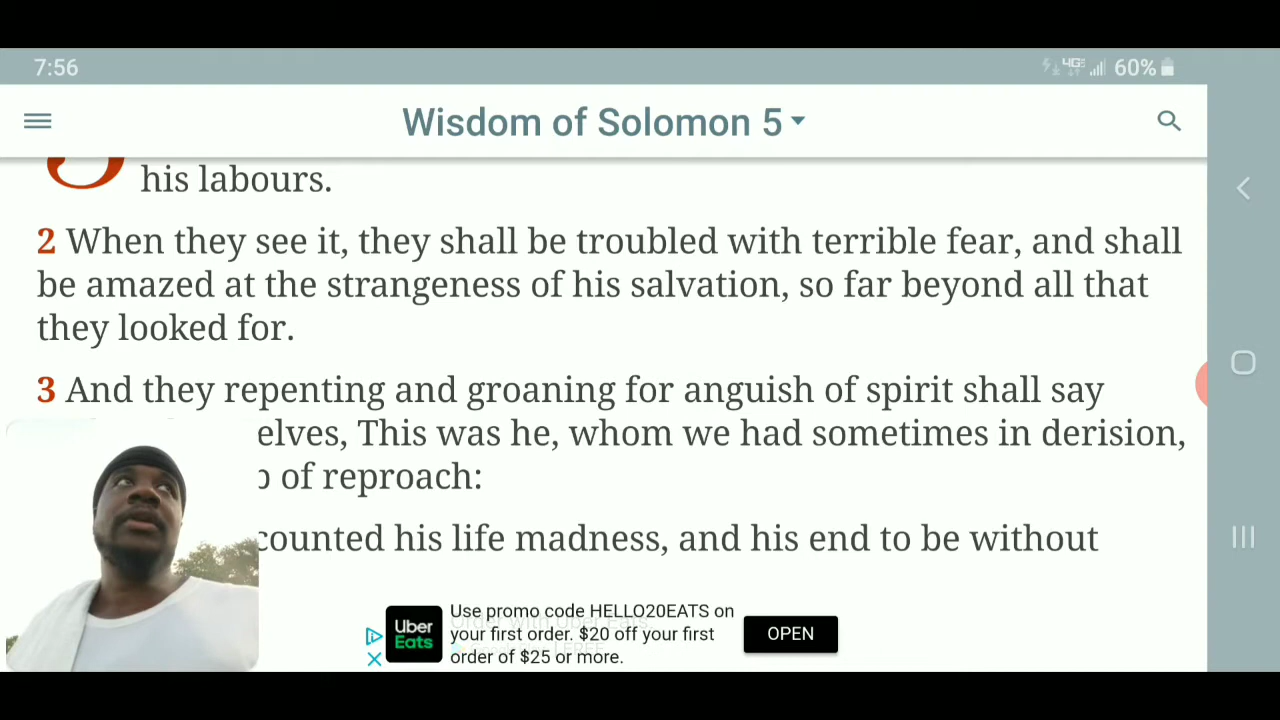 7:56
4G 60%
Wisdom of Solomon 5
his labours.
2 When they see it, they shall be troubled with terrible fear, and shall
be amazed at the strangeness of his salvation, so far beyond all that
they looked for.
3 And they repenting and groaning for anguish of spirit shall say
elves, This was he, whom we had sometimes in derision,
of reproach:
counted his life madness, and his end to be without
Uber
Eats
Use promo code HELLO20EATS on
your first order. $20 off your first
order of $25 or more.
OPEN